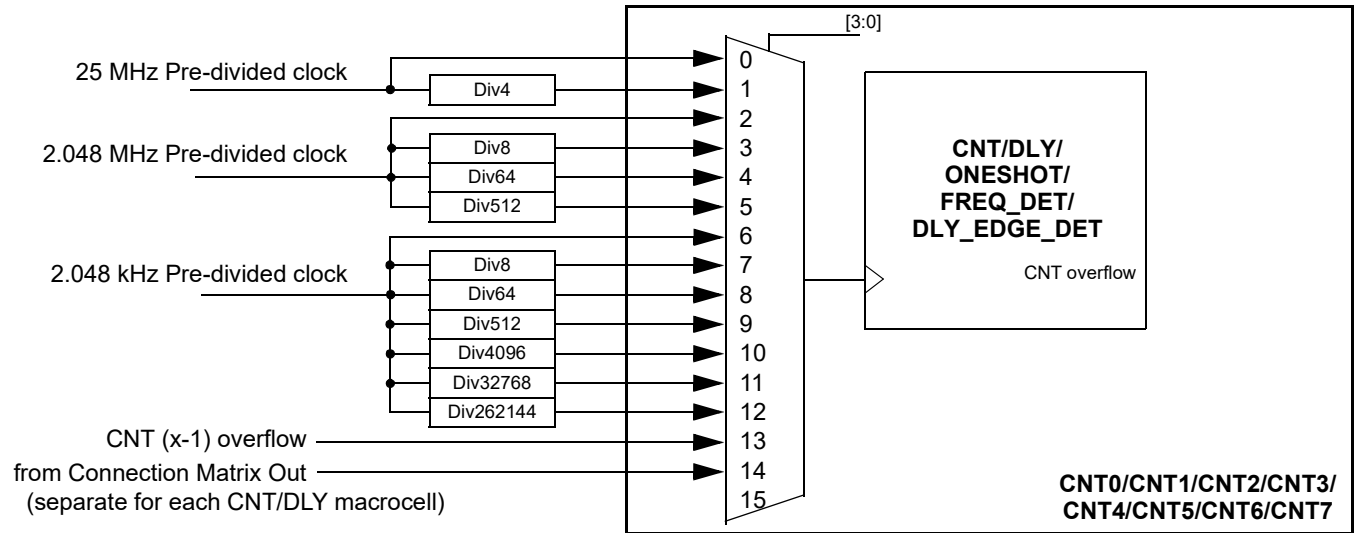 [3:0]
25 MHz Pre-divided clock
Div4
2.048 MHz Pre-divided clock
Div8
Div64
Div512
2.048 kHz Pre-divided clock
Div8
Div64
Div512
Div4096
Div32768
Div262144
CNT (x-1) overflow
from Connection Matrix Out
(separate for each CNT/DLY macrocell)
0
1
2
3
4
5
6
7
8
9
10
11
12
13
14
15
CNT/DLY/
ONESHOT/
FREQ_DET/
DLY_EDGE_DET
CNT overflow
CNT0/CNT1/CNT2/CNT3/
CNT4/CNT5/CNT6/CNT7